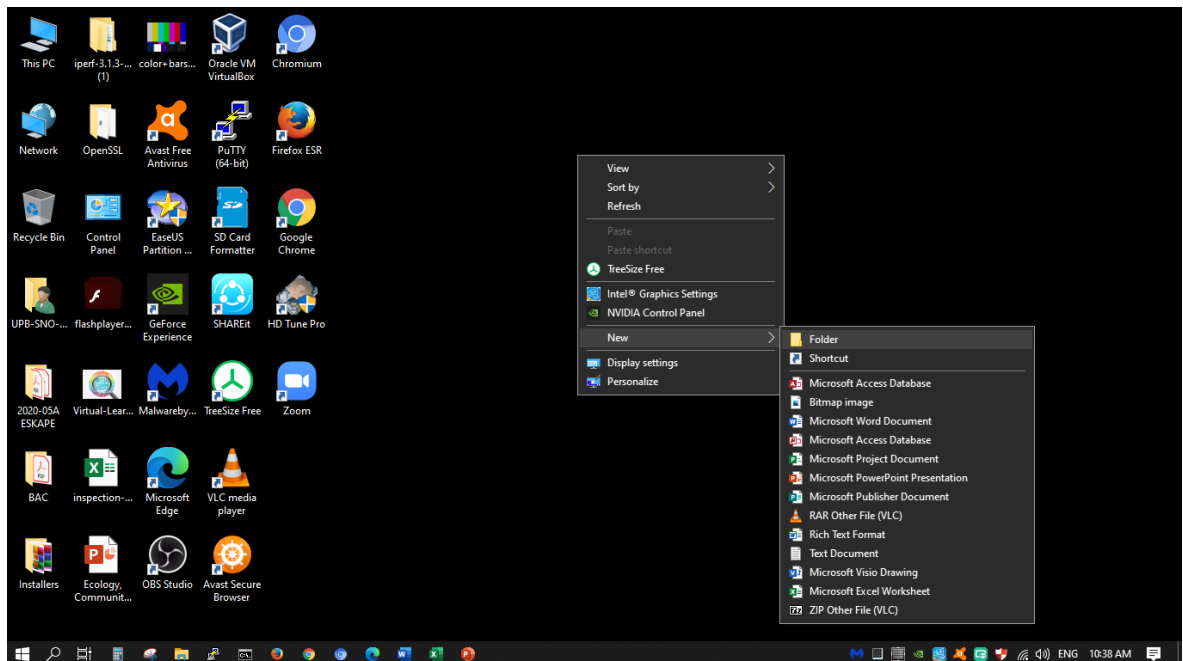 This PC
iperf-3.1.3-...
(1)
color+bars...
Oracle VM
VirtualBox
Chromium
Network
OpenSSL
Avast Free
Antivirus
PuTTY
(64-bit)
Firefox ESR
Recycle Bin
Control
Panel
EaseUS
Partition ...
SD Card
Formatter
Google
Chrome
UPB-SNO-...
flashplayer...
GeForce
Experience
SHAREit
HD Tune Pro
2020-05A
ESKAPE
Virtual-Lear...
Malwareby...
TreeSize Free
Zoom
BAC
inspection-...
Microsoft
Edge
VLC media
player
Installers
Ecology,
Communit...
OBS Studio
Avast Secure
Browser
View
Sort by
Refresh
Paste
Paste shortcut
TreeSize Free
Intel® Graphics Settings
NVIDIA Control Panel
New
Display settings
Personalize
Folder
Shortcut
Microsoft Access Database
Bitmap image
Microsoft Word Document
Microsoft Access Database
Microsoft Project Document
Microsoft PowerPoint Presentation
Microsoft Publisher Document
RAR Other File (VLC)
Rich Text Format
Text Document
Microsoft Visio Drawing
Microsoft Excel Worksheet
ZIP Other File (VLC)
ENG
10:38 AM